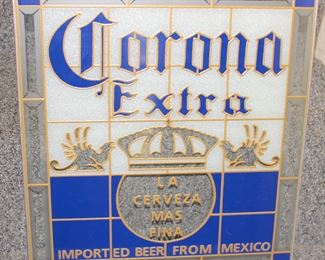 Corona
Extra
LA
CERVEZA
MAS
FINA
IMPORTED BEER FROM MEXICO